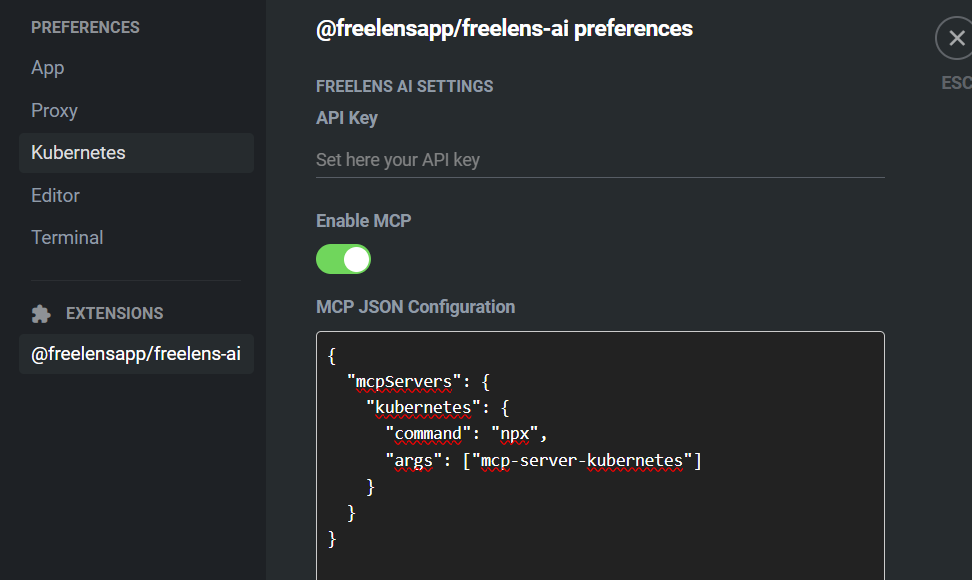 PREFERENCES
App
Proxy
Kubernetes
Editor
Terminal
EXTENSIONS
@freelensapp/freelens-ai
@freelensapp/freelens-ai preferences
ESC
FREELENS AI SETTINGS
API Key
Set here your API key
Enable MCP
MCP JSON Configuration
{
  "mcpServers": {
    "kubernetes": {
      "command": "npx",
      "args": ["mcp-server-kubernetes"]
    }
  }
}